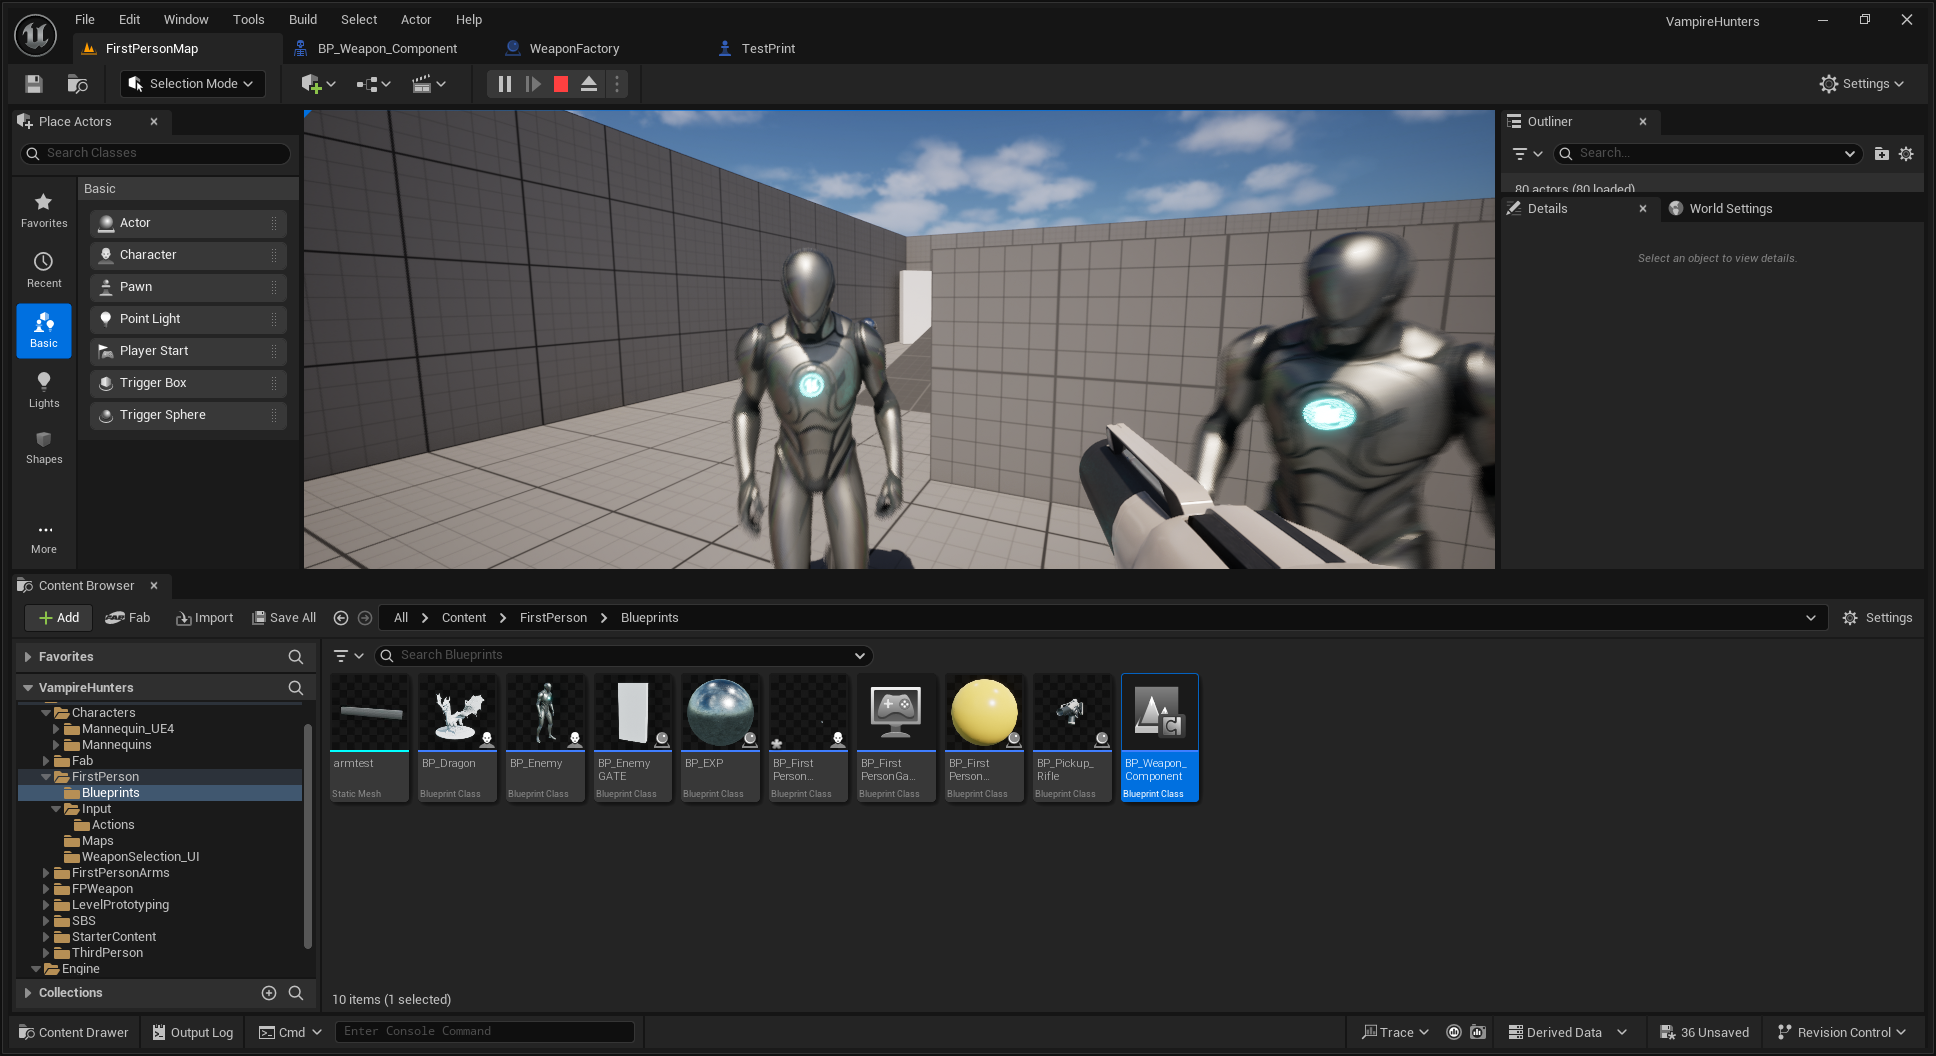 File Edit Window Tools Build Select Actor Help
VampireHunters
FirstPersonMap
BP_Weapon_Component
WeaponFactory
TestPrint
Selection Mode
Settings
Place Actors
Search Classes
Favorites
Recent
Basic
Lights
Shapes
More
Basic
Actor
Character
Pawn
Point Light
Player Start
Trigger Box
Trigger Sphere
Outliner
Search...
80 actors (80 loaded)
Details
World Settings
Select an object to view details.
Content Browser
Add
Fab
Import
Save All
All
Content
FirstPerson
Blueprints
Settings
Favorites
VampireHunters
Characters
Mannequin_UE4
Mannequins
Fab
FirstPerson
Blueprints
Input
Actions
Maps
WeaponSelection_UI
FirstPersonArms
FPWeapon
LevelPrototyping
SBS
StarterContent
ThirdPerson
Engine
Collections
Search Blueprints
armtest
Static Mesh
BP_Dragon
Blueprint Class
BP_Enemy
Blueprint Class
BP_Enemy
GATE
Blueprint Class
BP_EXP
Blueprint Class
BP_First
Person...
Blueprint Class
BP_First
PersonGa...
Blueprint Class
BP_First
Person...
Blueprint Class
BP_Pickup_
Rifle
Blueprint Class
BP_Weapon_
Component
Blueprint Class
10 items (1 selected)
Content Drawer
Output Log
Cmd
Enter Console Command
Trace
Derived Data
36 Unsaved
Revision Control